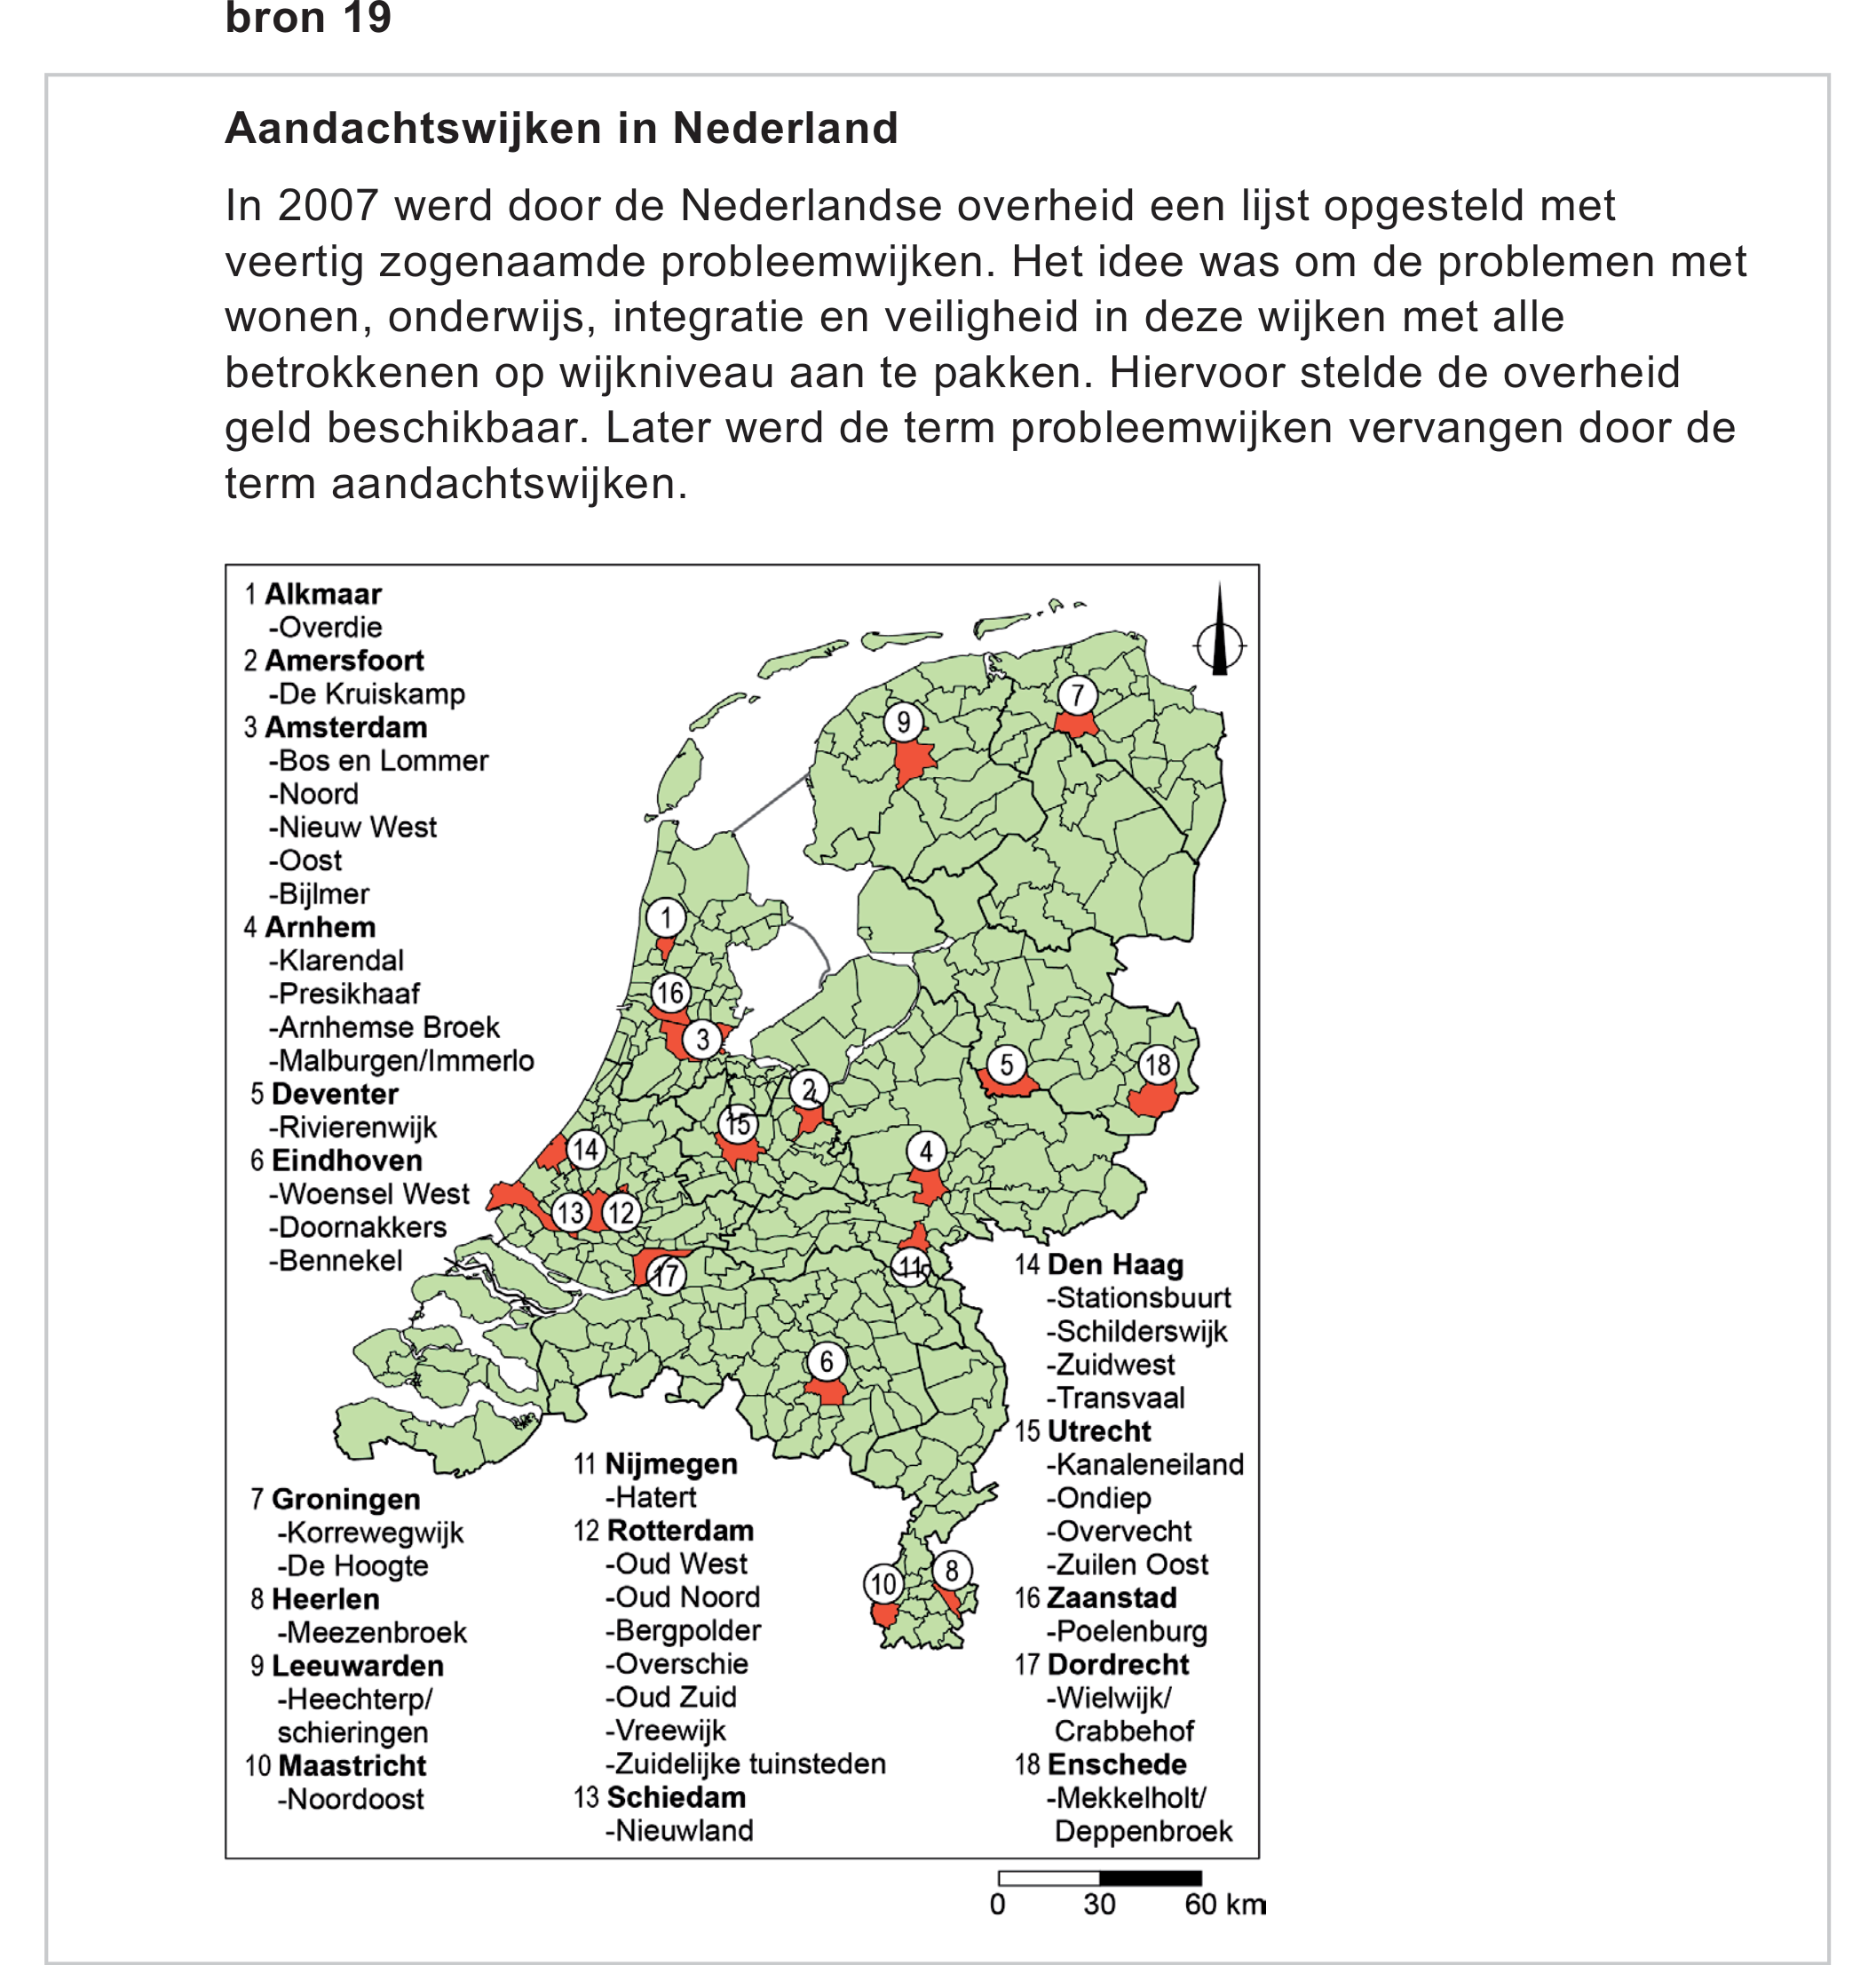 bron 19
Aandachtswijken in Nederland
In 2007 werd door de Nederlandse overheid een lijst opgesteld met
veertig zogenaamde probleemwijken. Het idee was om de problemen met
wonen, onderwijs, integratie en veiligheid in deze wijken met alle
betrokkenen op wijkniveau aan te pakken. Hiervoor stelde de overheid
geld beschikbaar. Later werd de term probleemwijken vervangen door de
term aandachtswijken.
1 Alkmaar
-Overdie
2 Amersfoort
-De Kruiskamp
3 Amsterdam
-Bos en Lommer
-Noord
-Nieuw West
-Oost
-Bijlmer
4 Arnhem
-Klarendal
-Presikhaaf
-Arnhemse Broek
-Malburgen/Immerlo
5 Deventer
-Rivierenwijk
6 Eindhoven
-Woensel West
-Doornakkers
-Bennekel
7 Groningen
-Korrewegwijk
-De Hoogte
8 Heerlen
-Meezenbroek
9 Leeuwarden
-Heechterp/
schieringen
10 Maastricht
-Noordoost
11 Nijmegen
-Hatert
12 Rotterdam
-Oud West
-Oud Noord
-Bergpolder
-Overschie
-Oud Zuid
-Vreewijk
-Zuidelijke tuinsteden
13 Schiedam
-Nieuwland
14 Den Haag
-Stationsbuurt
-Schilderswijk
-Zuidwest
-Transvaal
15 Utrecht
-Kanaleneiland
-Ondiep
-Overvecht
-Zuilen Oost
16 Zaanstad
-Poelenburg
17 Dordrecht
-Wielwijk/
Crabbehof
18 Enschede
-Mekkelholt/
Deppenbroek
7
9
1
16
3
5
18
2
15
14
4
13
12
11
17
6
10
8
0 30 60 km